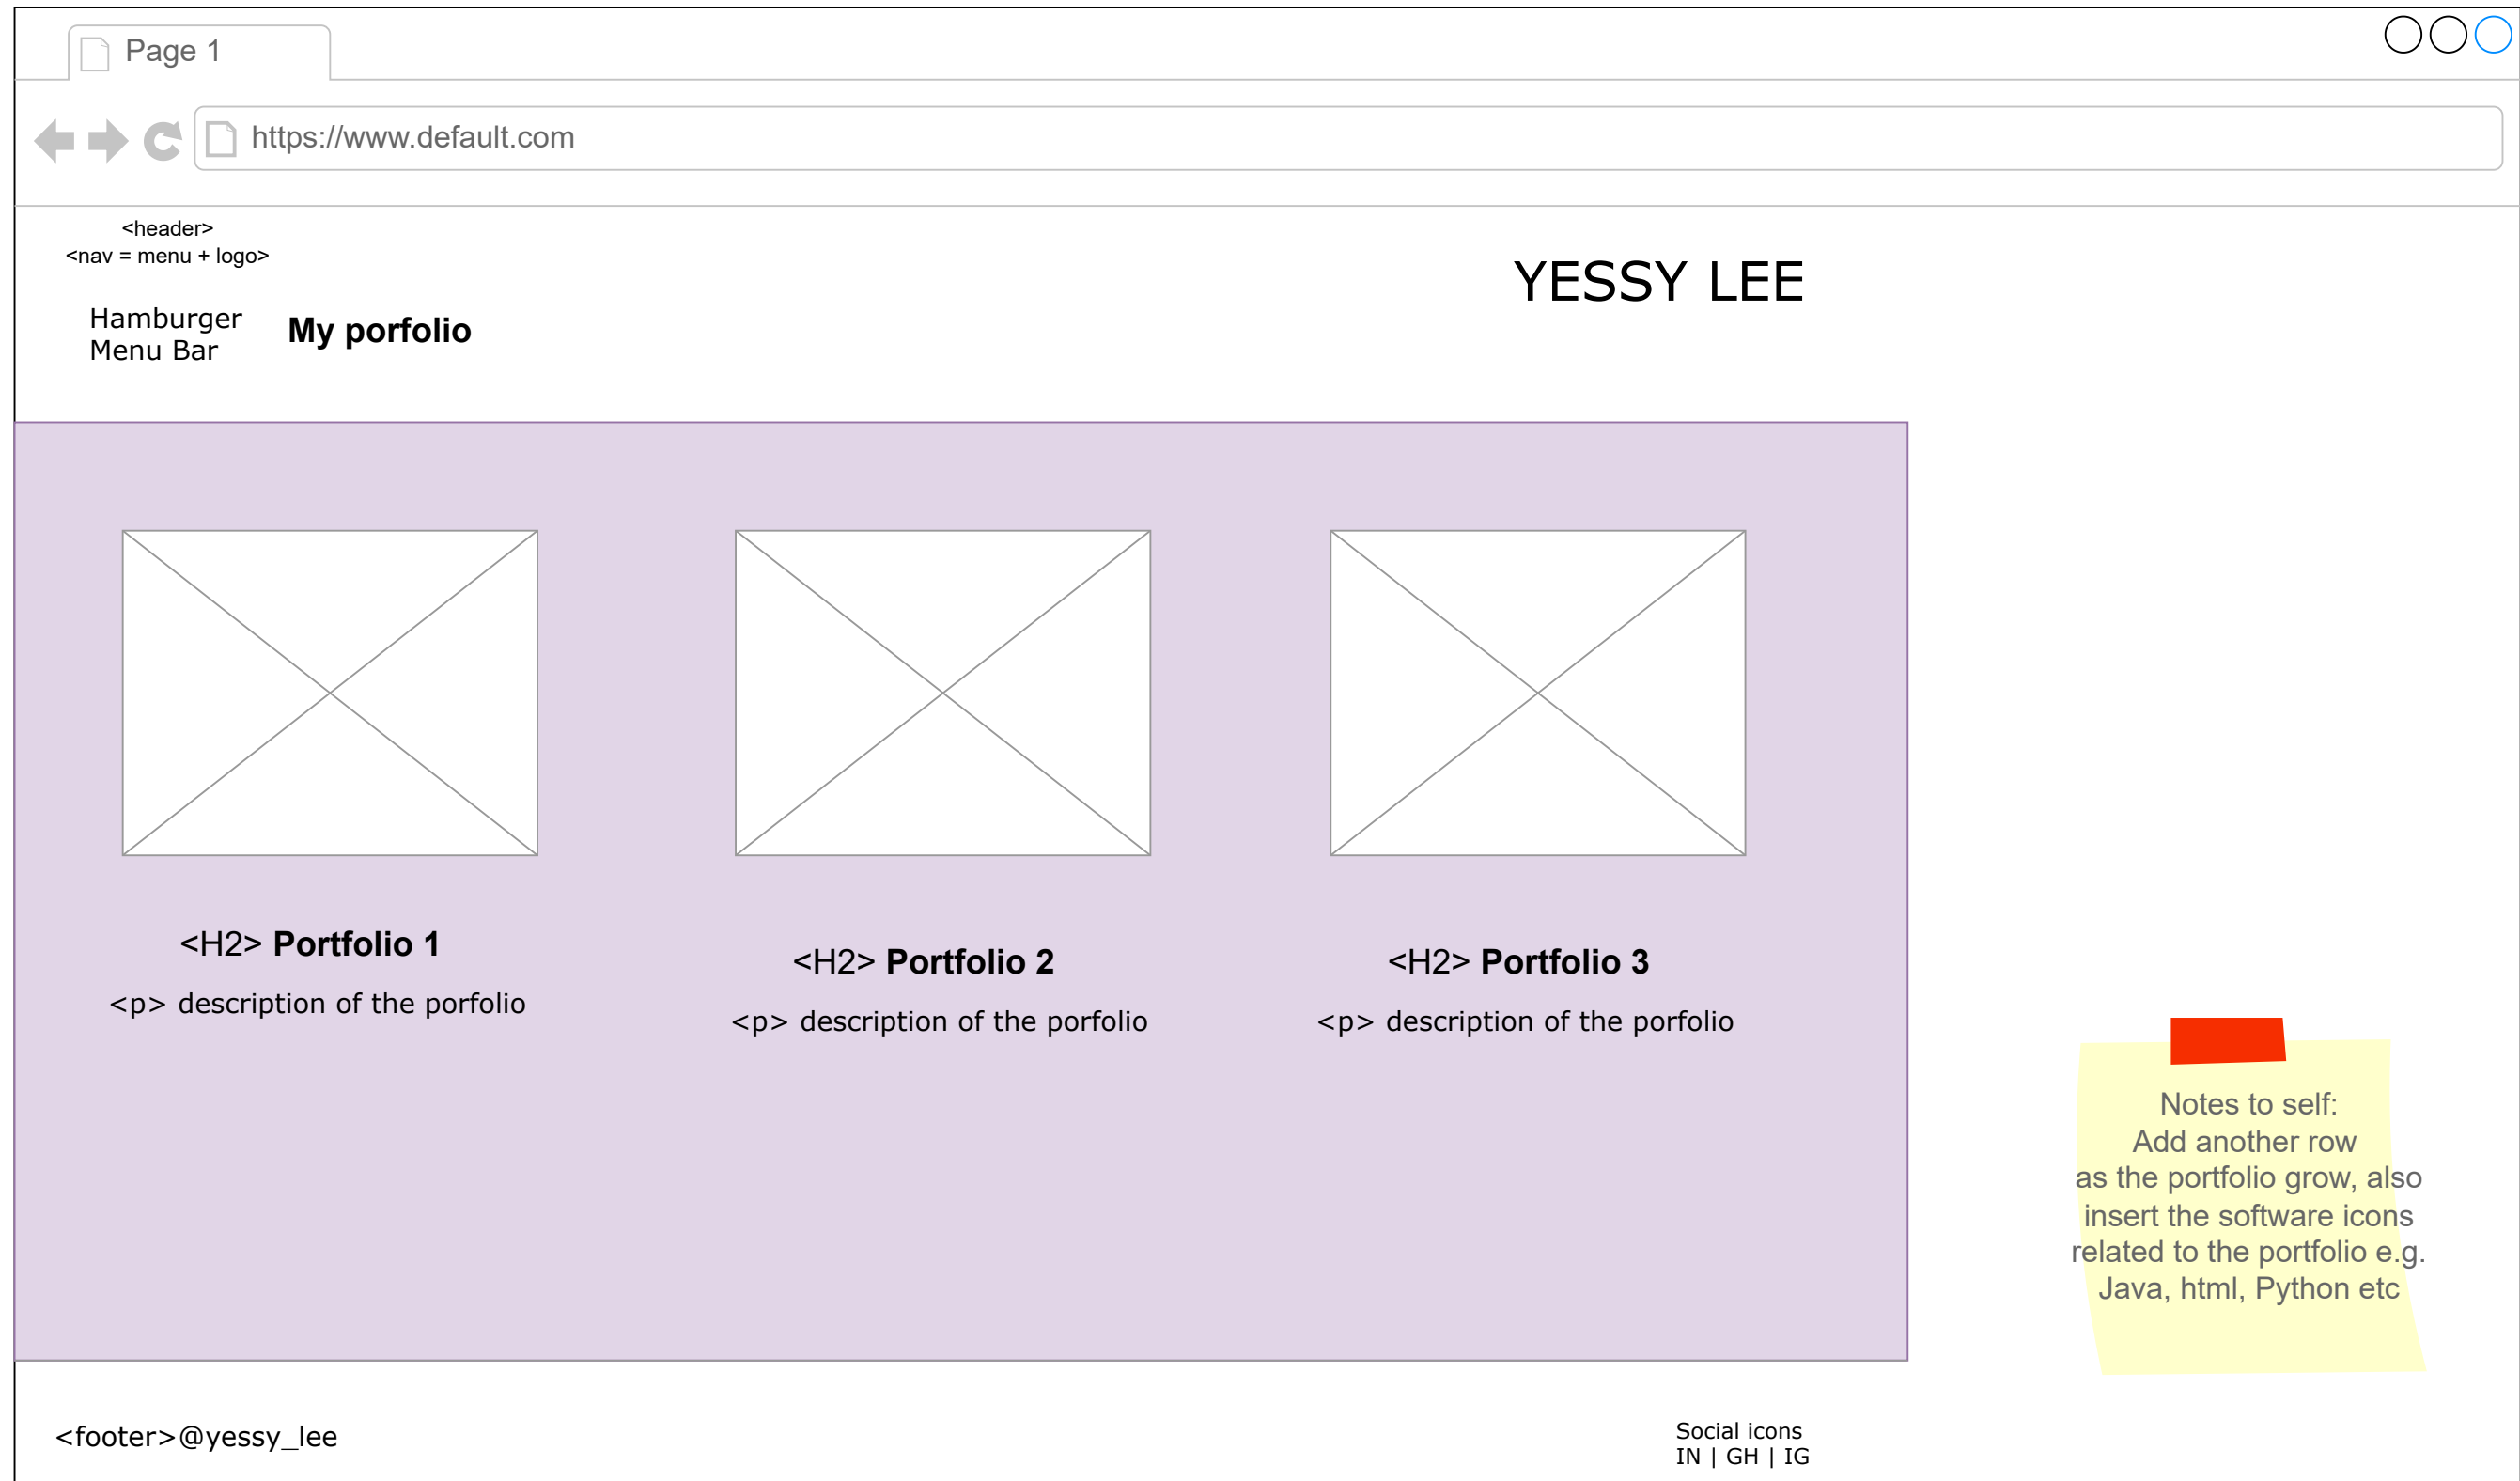 Page 1
https://www.default.com
<header>
<nav = menu + logo>
YESSY LEE
Hamburger
Menu Bar
My porfolio
<H2> Portfolio 1
<p> description of the porfolio
<H2> Portfolio 2
<p> description of the porfolio
<H2> Portfolio 3
<p> description of the porfolio
Notes to self:
Add another row
as the portfolio grow, also
insert the software icons
related to the portfolio e.g.
Java, html, Python etc
<footer>@yessy_lee
Social icons
IN | GH | IG